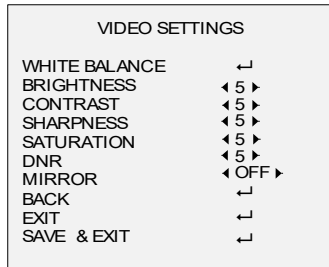 VIDEO SETTINGS
WHITE BALANCE ↵
BRIGHTNESS ◀ 5 ▶
CONTRAST ◀ 5 ▶
SHARPNESS ◀ 5 ▶
SATURATION ◀ 5 ▶
DNR ◀ 5 ▶
MIRROR ◀ OFF ▶
BACK ↵
EXIT ↵
SAVE & EXIT ↵